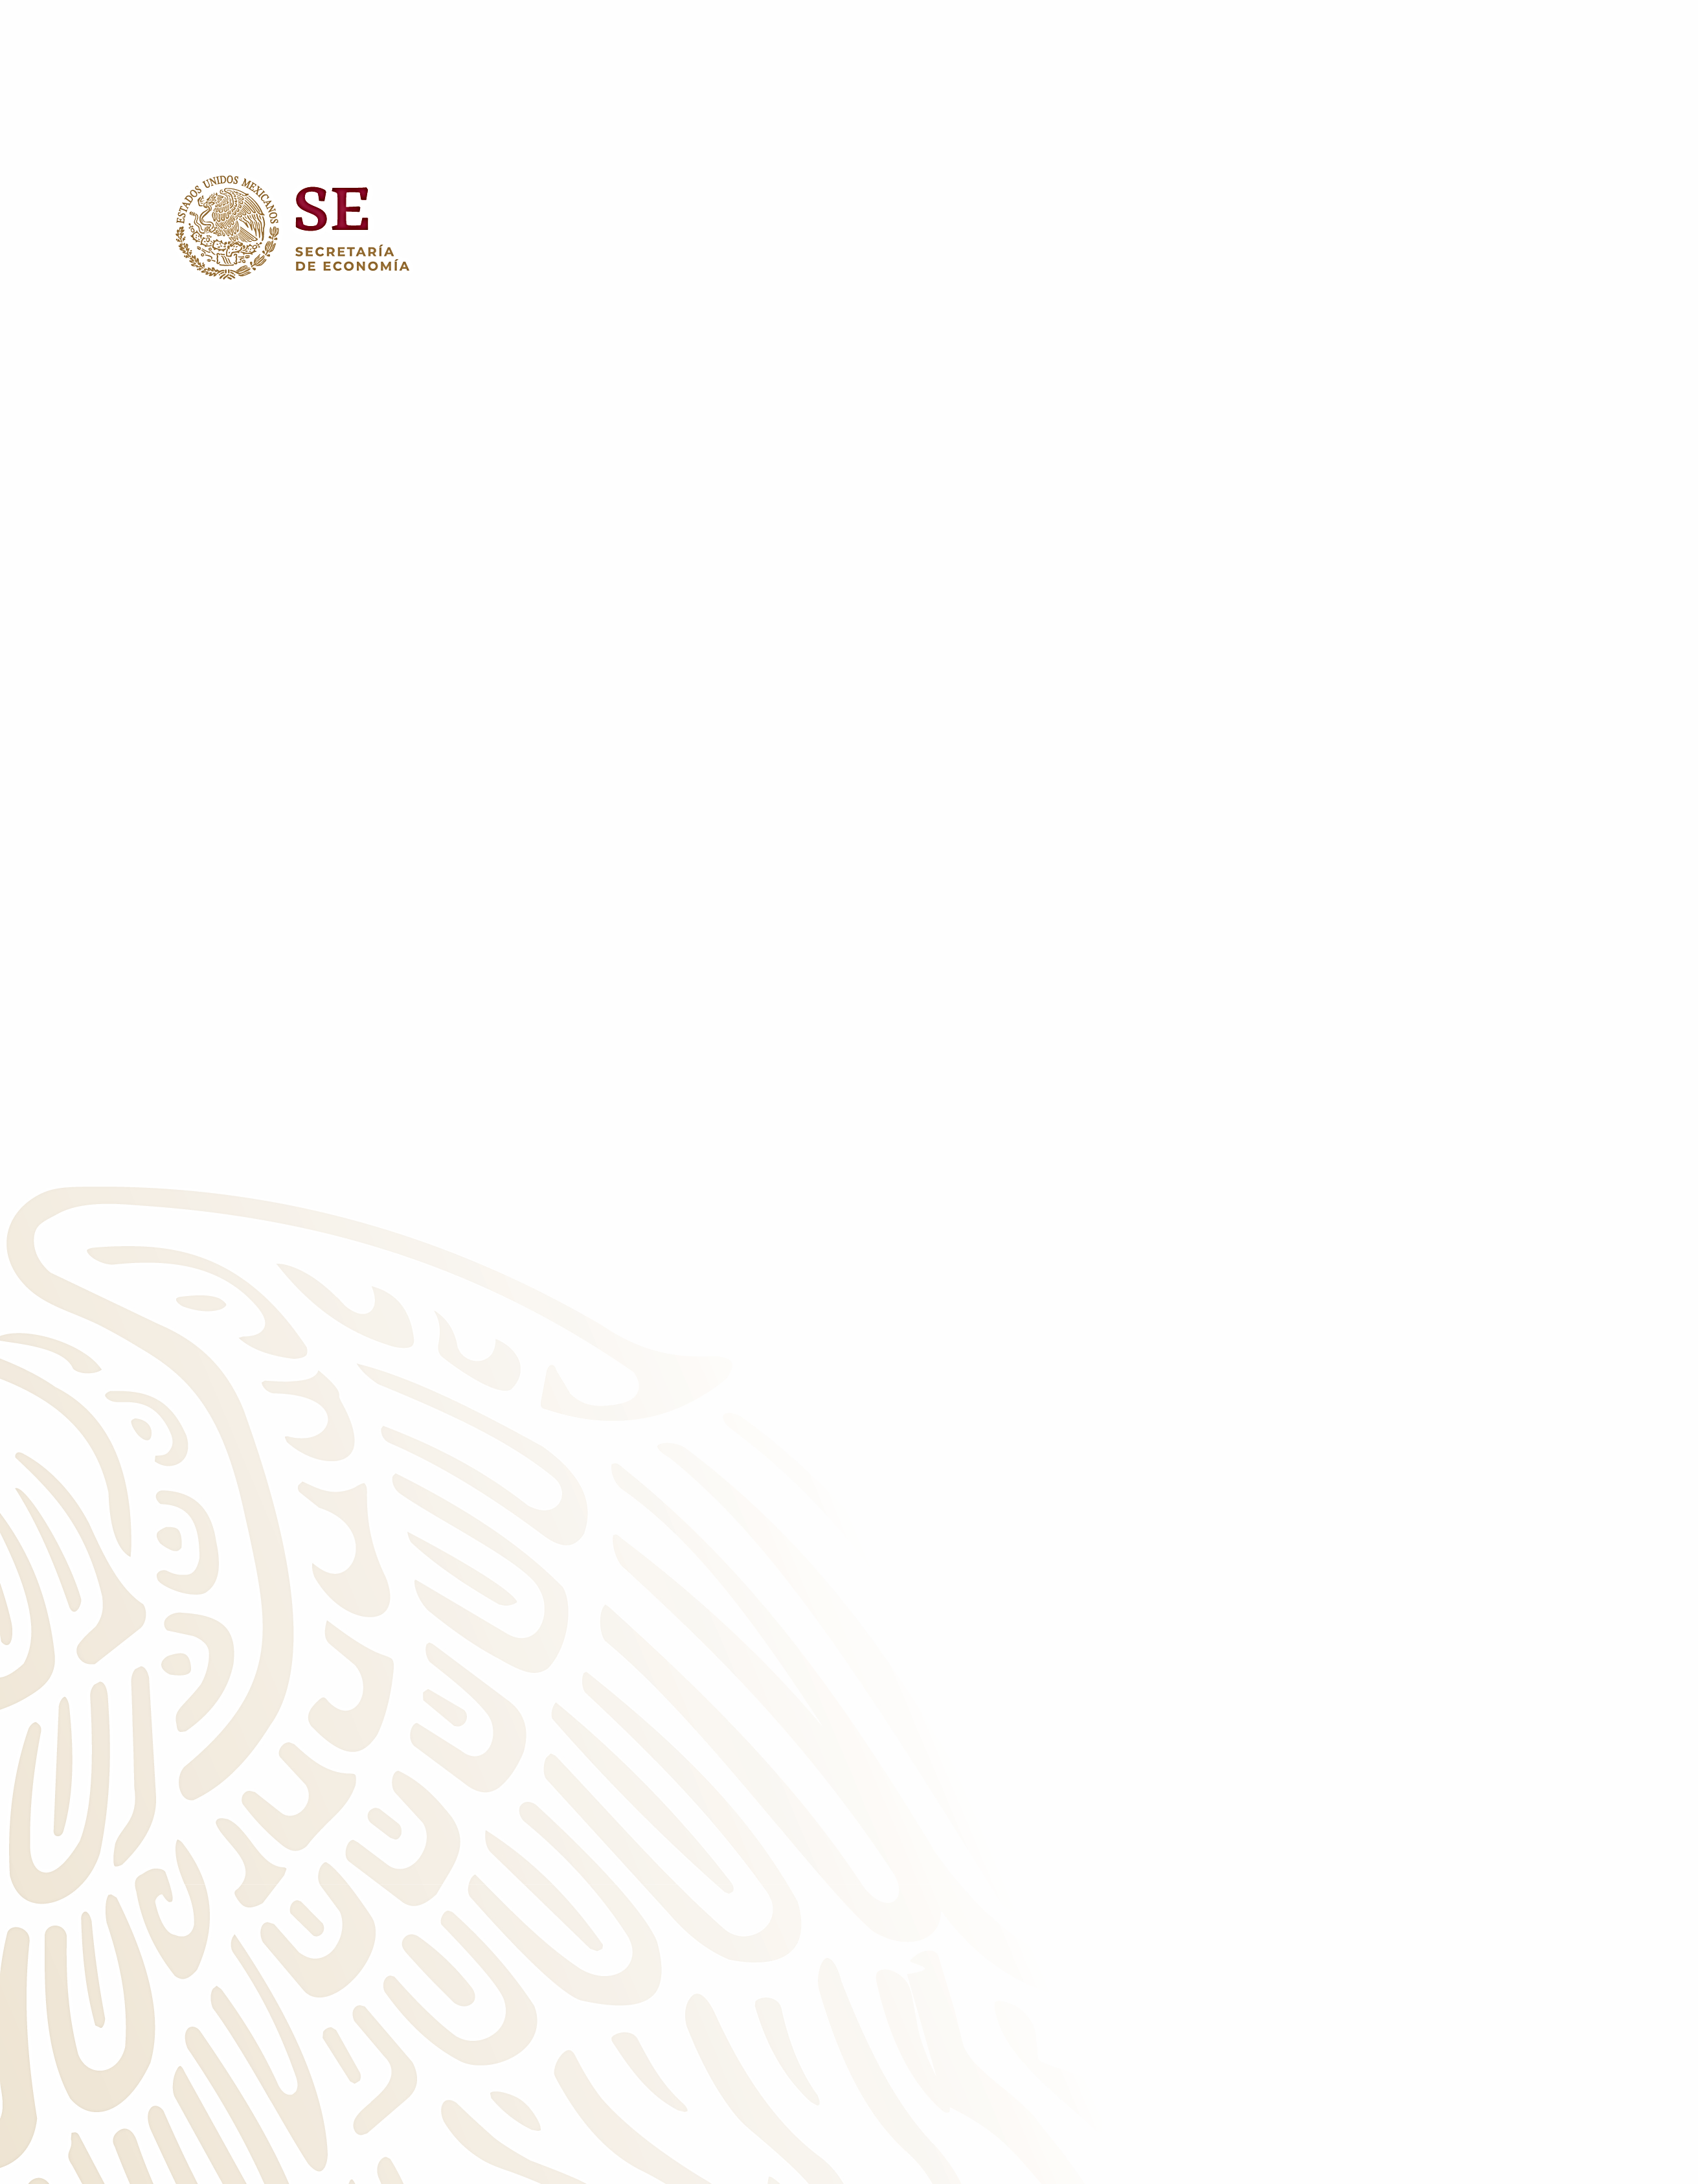 ESTADOS UNIDOS MEXICANOS
SE
SECRETARÍA
DE ECONOMÍA